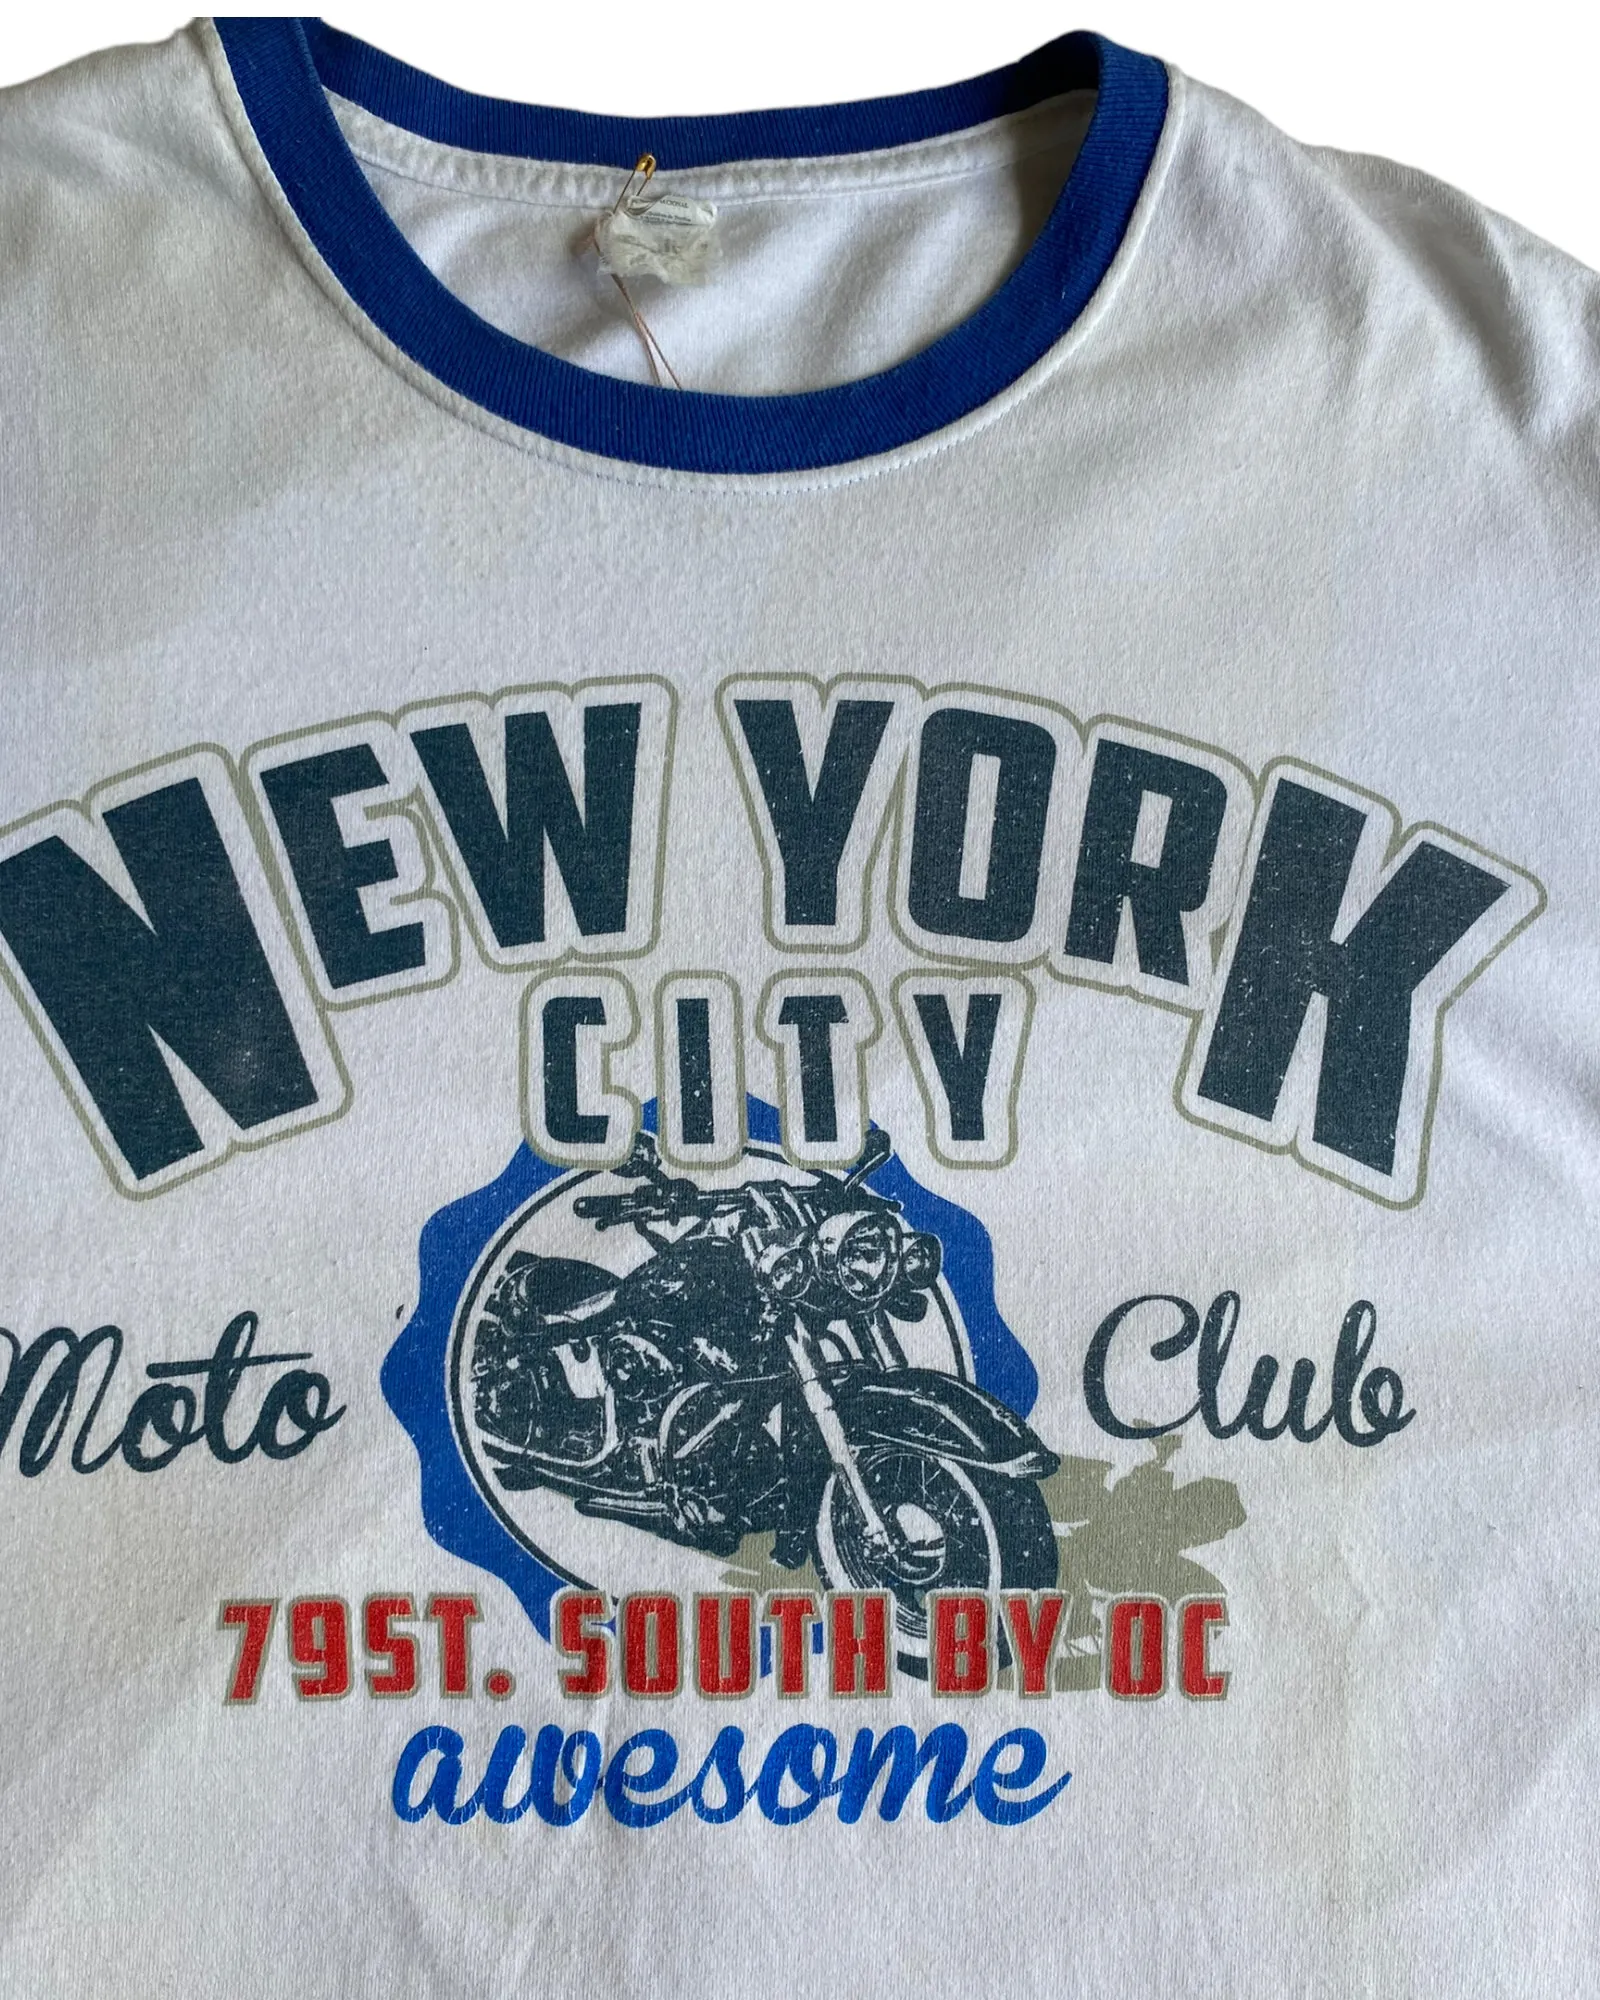 NEW YORK
CITY
Moto Club
79ST. SOUTH BY OC
awesome